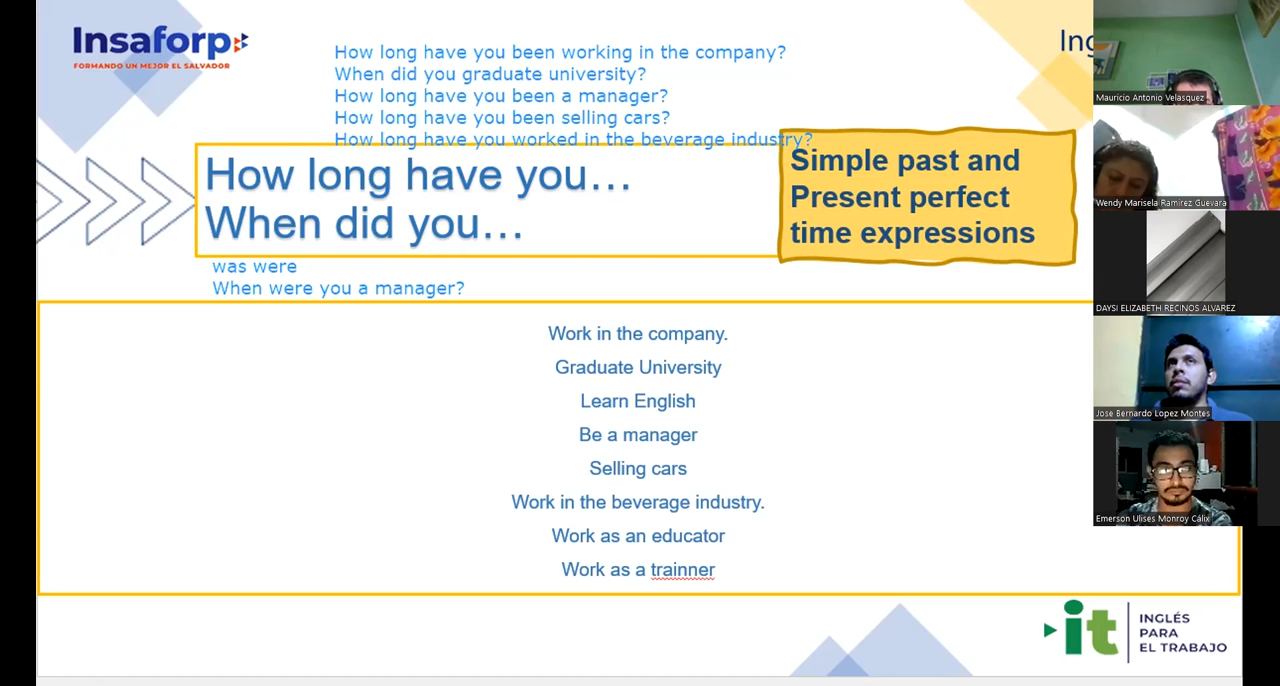 Insaforp
FORMANDO UN MEJOR EL SALVADOR
How long have you been working in the company?
When did you graduate university?
How long have you been a manager?
How long have you been selling cars?
How long have you worked in the beverage industry?
Ing
How long have you...
When did you...
Simple past and
Present perfect
time expressions
was were
When were you a manager?
Work in the company.
Graduate University
Learn English
Be a manager
Selling cars
Work in the beverage industry.
Work as an educator
Work as a trainner
it
INGLÉS
PARA
EL TRABAJO
Mauricio Antonio Velasquez
Wendy Marisela Ramirez Guevara
DAYSI ELIZABETH RECINOS ALVAREZ
Jose Bernardo Lopez Montes
Emerson Ulises Monroy Cálix